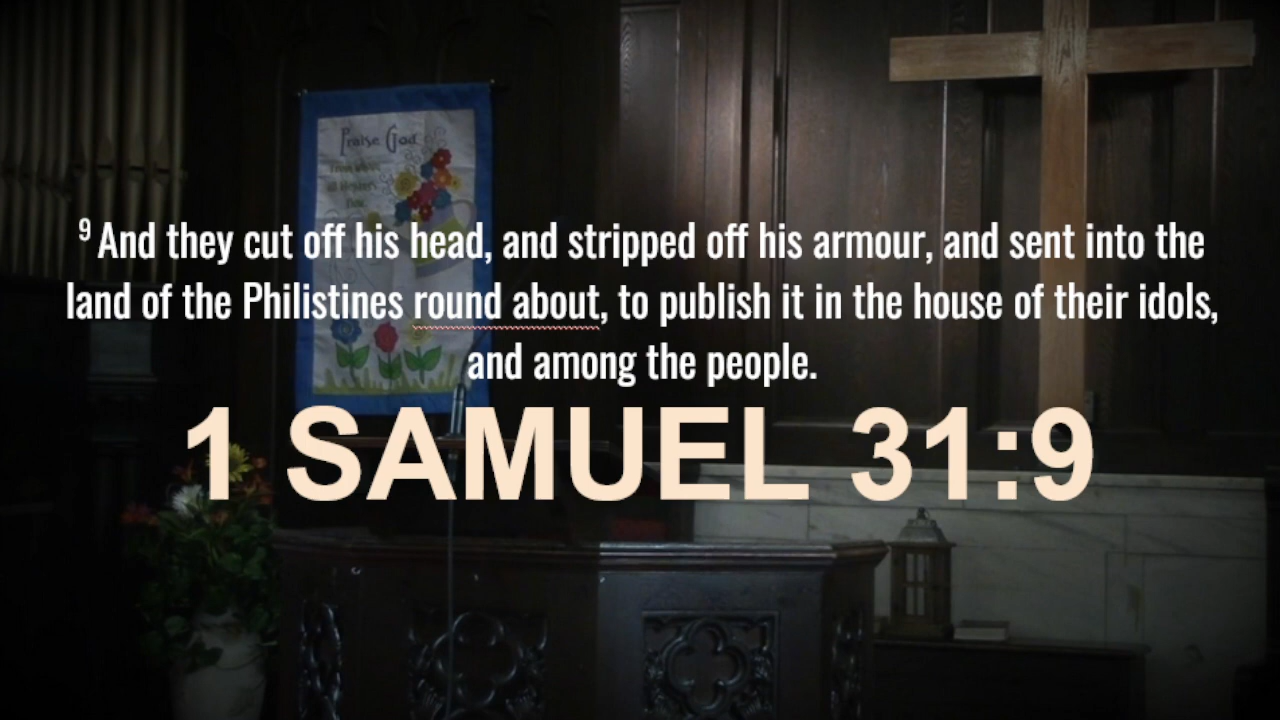 Praise God
9 And they cut off his head, and stripped off his armour, and sent into the
land of the Philistines round about, to publish it in the house of their idols,
and among the people.
1 SAMUEL 31:9